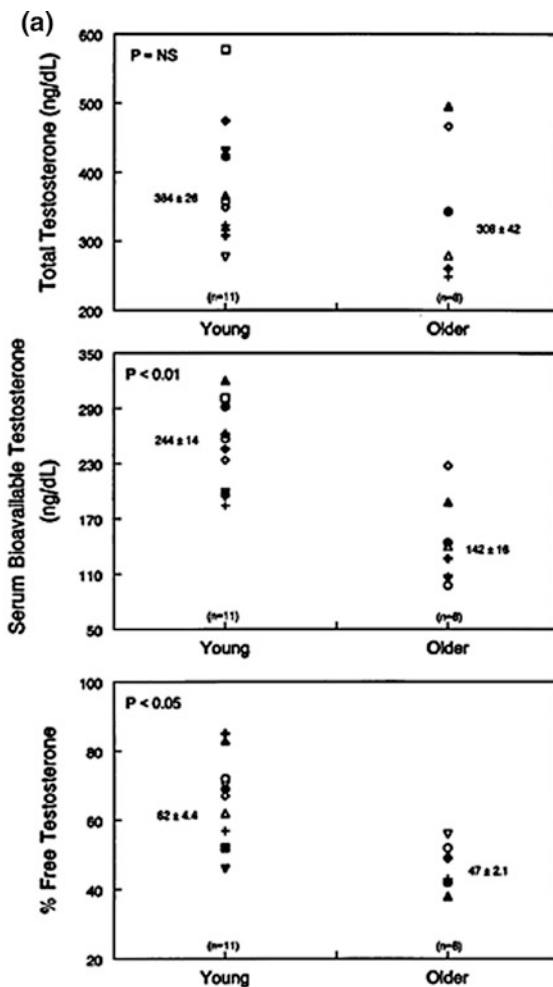 (a)
Total Testosterone (ng/dL)
600
500
400
300
200
P = NS
384 ± 26
308 ± 42
(n=11)
(n=8)
Young
Older
Serum Bioavailable Testosterone
(ng/dL)
350
290
230
170
110
50
P < 0.01
244 ± 14
142 ± 16
(n=11)
(n=8)
Young
Older
% Free Testosterone
100
80
60
40
20
P < 0.05
62 ± 4.4
47 ± 2.1
(n=11)
Young
Older